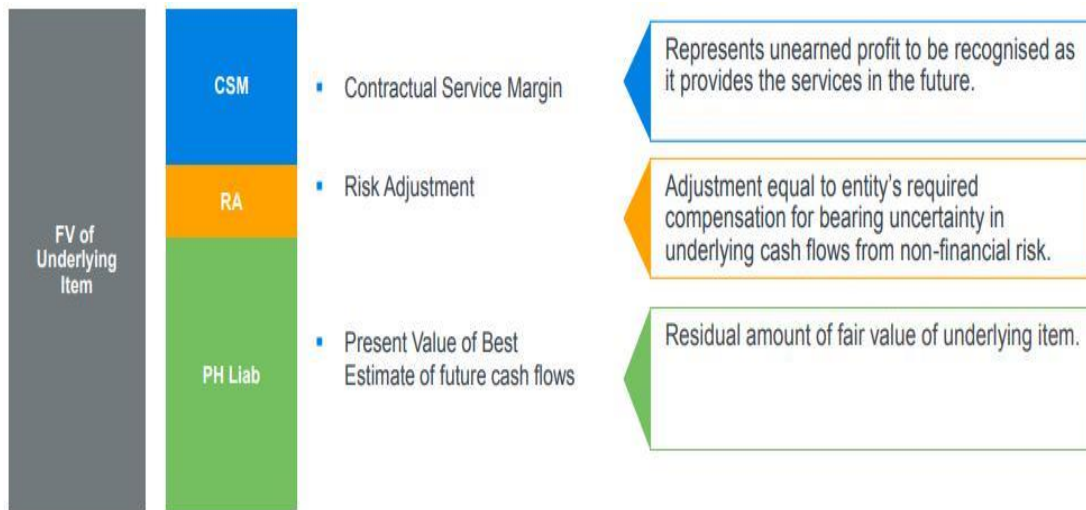 FV of
Underlying
Item
CSM
▪ Contractual Service Margin
Represents unearned profit to be recognised as
it provides the services in the future.
RA
▪ Risk Adjustment
Adjustment equal to entity's required
compensation for bearing uncertainty in
underlying cash flows from non-financial risk.
PH Liab
▪ Present Value of Best
Estimate of future cash flows
Residual amount of fair value of underlying item.